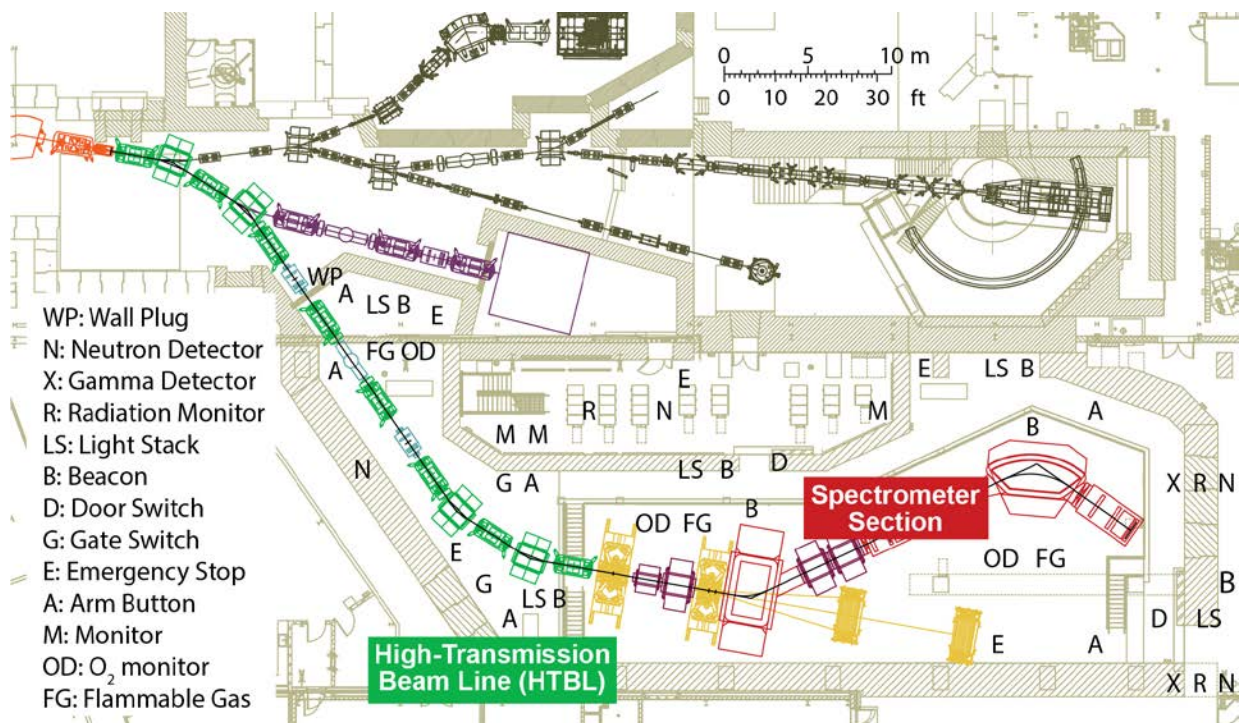 0 5 10 m
0 10 20 30 ft
WP
A
LS B
E
FG OD
A
WP: Wall Plug
N: Neutron Detector
X: Gamma Detector
R: Radiation Monitor
LS: Light Stack
B: Beacon
D: Door Switch
G: Gate Switch
E: Emergency Stop
A: Arm Button
M: Monitor
OD: O₂ monitor
FG: Flammable Gas
E
E LS B
R N M
A
M M
B
N
LS B D
G A
X R N
Spectrometer
Section
OD FG B
E
OD FG
G
B
LS B
A
D LS
E A
High-Transmission
Beam Line (HTBL)
X R N